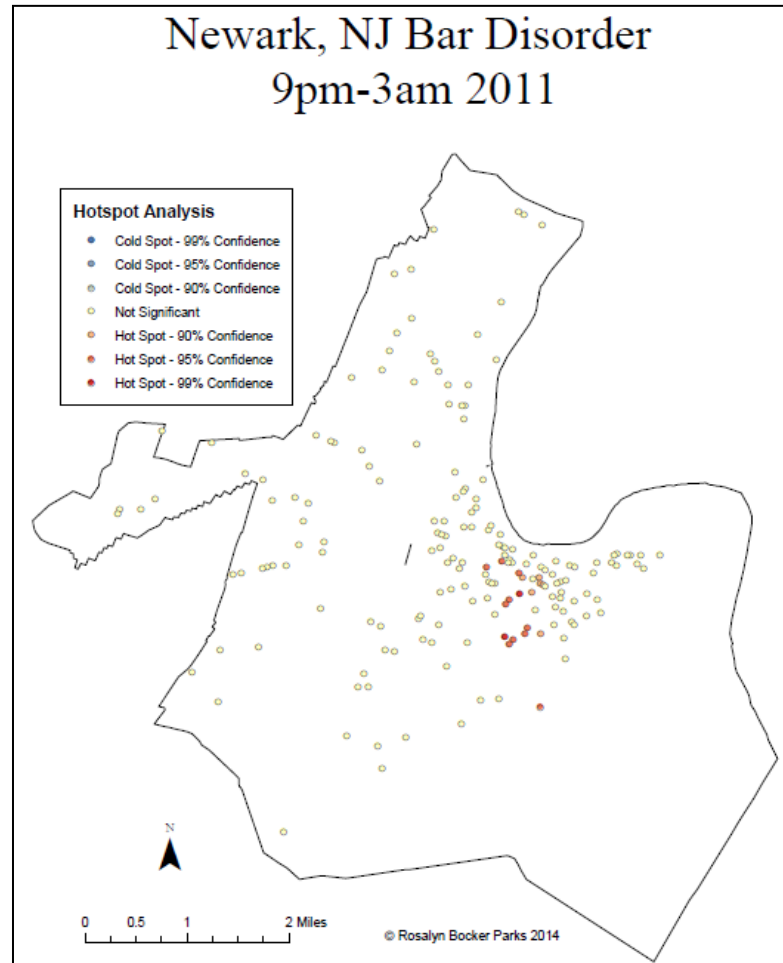 Newark, NJ Bar Disorder
9pm-3am 2011
Hotspot Analysis
Cold Spot - 99% Confidence
Cold Spot - 95% Confidence
Cold Spot - 90% Confidence
Not Significant
Hot Spot - 90% Confidence
Hot Spot - 95% Confidence
Hot Spot - 99% Confidence
N
0 0.5 1 2 Miles
© Rosalyn Bocker Parks 2014